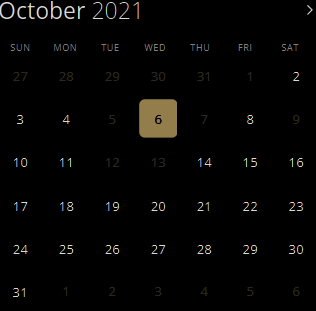 October 2021 >
SUN MON TUE WED THU FRI SAT
27 28 29 30 31 1 2
3 4 5 6 7 8 9
10 11 12 13 14 15 16
17 18 19 20 21 22 23
24 25 26 27 28 29 30
31 1 2 3 4 5 6